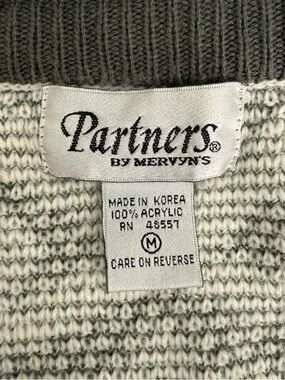 Partners®
BY MERVYN'S
MADE IN KOREA
100% ACRYLIC
RN 48557
M
CARE ON REVERSE